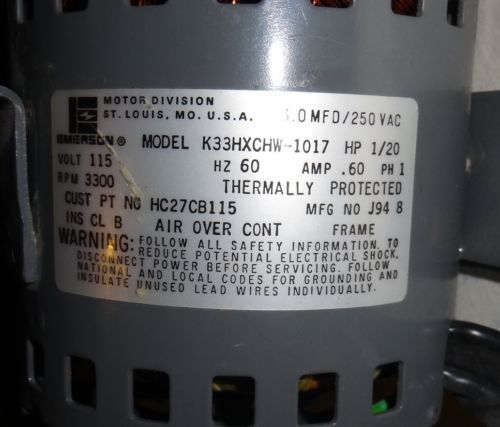 MOTOR DIVISION
ST. LOUIS, MO. U.S.A. .0 MFD/250 VAC
EMERSON® MODEL K33HXCHW-1017 HP 1/20
VOLT 115 HZ 60 AMP .60 PH 1
RPM 3300 THERMALLY PROTECTED
CUST PT NO HC27CB115 MFG NO J94 8
INS CL B AIR OVER CONT FRAME
WARNING: FOLLOW ALL SAFETY INFORMATION. TO
REDUCE POTENTIAL ELECTRICAL SHOCK,
DISCONNECT POWER BEFORE SERVICING. FOLLOW
NATIONAL AND LOCAL CODES FOR GROUNDING AND
INSULATE UNUSED LEAD WIRES INDIVIDUALLY.